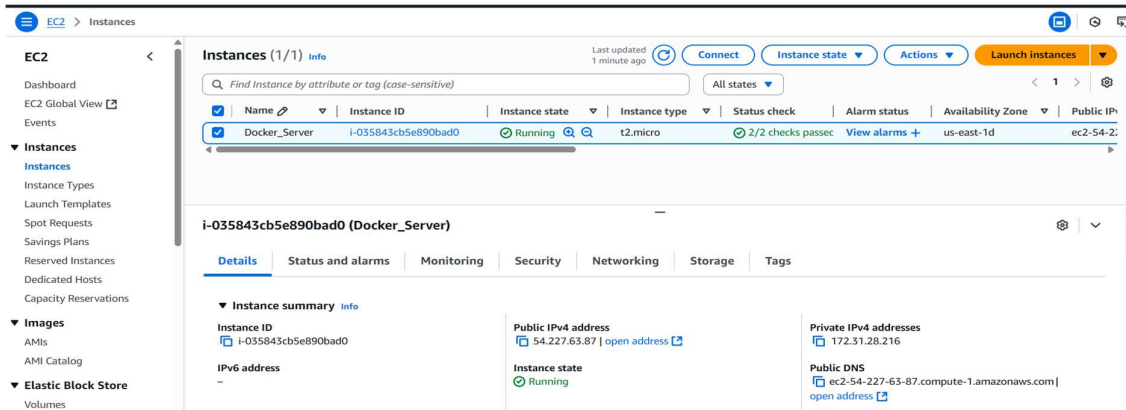 EC2 > Instances
EC2
Dashboard
EC2 Global View
Events
Instances
Instances
Instance Types
Launch Templates
Spot Requests
Savings Plans
Reserved Instances
Dedicated Hosts
Capacity Reservations
Images
AMIs
AMI Catalog
Elastic Block Store
Volumes
Instances (1/1) Info
Last updated
1 minute ago
Connect
Instance state
Actions
Launch instances
Find Instance by attribute or tag (case-sensitive)
All states
1
Name Instance ID Instance state Instance type Status check Alarm status Availability Zone Public IP
Docker_Server i-035843cb5e890bad0 Running t2.micro 2/2 checks passec View alarms + us-east-1d ec2-54-22
i-035843cb5e890bad0 (Docker_Server)
Details Status and alarms Monitoring Security Networking Storage Tags
Instance summary Info
Instance ID
i-035843cb5e890bad0
IPv6 address
–
Public IPv4 address
54.227.63.87 | open address
Instance state
Running
Private IPv4 addresses
172.31.28.216
Public DNS
ec2-54-227-63-87.compute-1.amazonaws.com |
open address